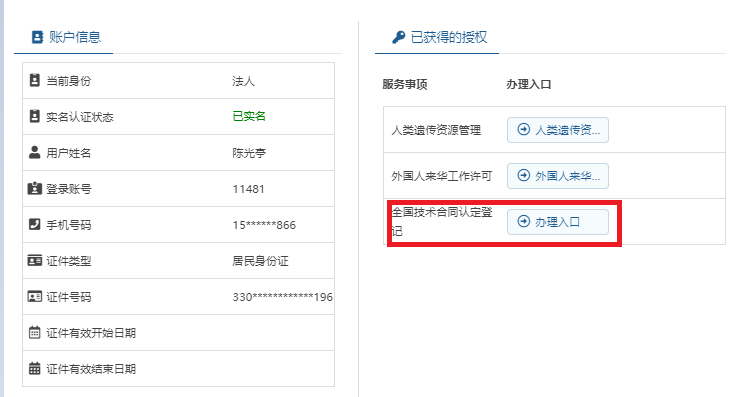 账户信息
当前身份 法人
实名认证状态 已实名
用户姓名 陈光亭
登录账号 11481
手机号码 15******866
证件类型 居民身份证
证件号码 330************196
证件有效开始日期
证件有效结束日期
已获得的授权
服务事项 办理入口
人类遗传资源管理 人类遗传资...
外国人来华工作许可 外国人来华...
全国技术合同认定登
记
办理入口